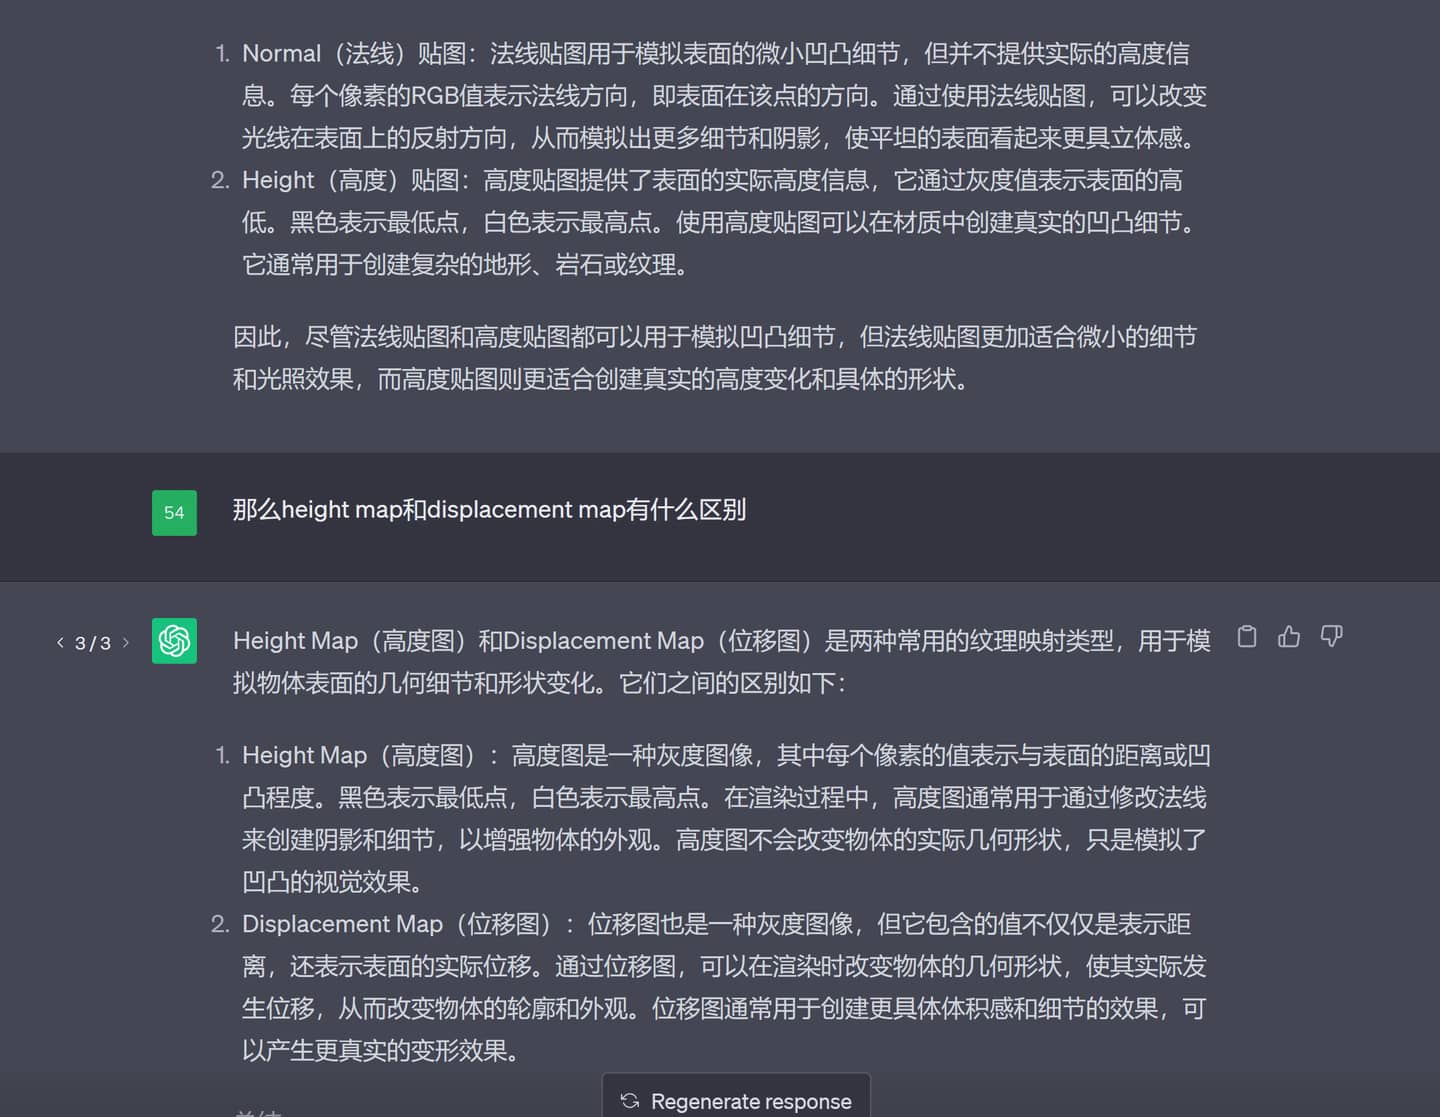 1. Normal（法线）贴图：法线贴图用于模拟表面的微小凹凸细节，但并不提供实际的高度信
息。每个像素的RGB值表示法线方向，即表面在该点的方向。通过使用法线贴图，可以改变
光线在表面上的反射方向，从而模拟出更多细节和阴影，使平坦的表面看起来更具立体感。
2. Height（高度）贴图：高度贴图提供了表面的实际高度信息，它通过灰度值表示表面的高
低。黑色表示最低点，白色表示最高点。使用高度贴图可以在材质中创建真实的凹凸细节。
它通常用于创建复杂的地形、岩石或纹理。
因此，尽管法线贴图和高度贴图都可以用于模拟凹凸细节，但法线贴图更加适合微小的细节
和光照效果，而高度贴图则更适合创建真实的高度变化和具体的形状。
54
那么height map和displacement map有什么区别
< 3 / 3 >
Height Map（高度图）和Displacement Map（位移图）是两种常用的纹理映射类型，用于模
拟物体表面的几何细节和形状变化。它们之间的区别如下：
1. Height Map（高度图）：高度图是一种灰度图像，其中每个像素的值表示与表面的距离或凹
凸程度。黑色表示最低点，白色表示最高点。在渲染过程中，高度图通常用于通过修改法线
来创建阴影和细节，以增强物体的外观。高度图不会改变物体的实际几何形状，只是模拟了
凹凸的视觉效果。
2. Displacement Map（位移图）：位移图也是一种灰度图像，但它包含的值不仅仅是表示距
离，还表示表面的实际位移。通过位移图，可以在渲染时改变物体的几何形状，使其实际发
生位移，从而改变物体的轮廓和外观。位移图通常用于创建更具体体积感和细节的效果，可
以产生更真实的变形效果。
Regenerate response